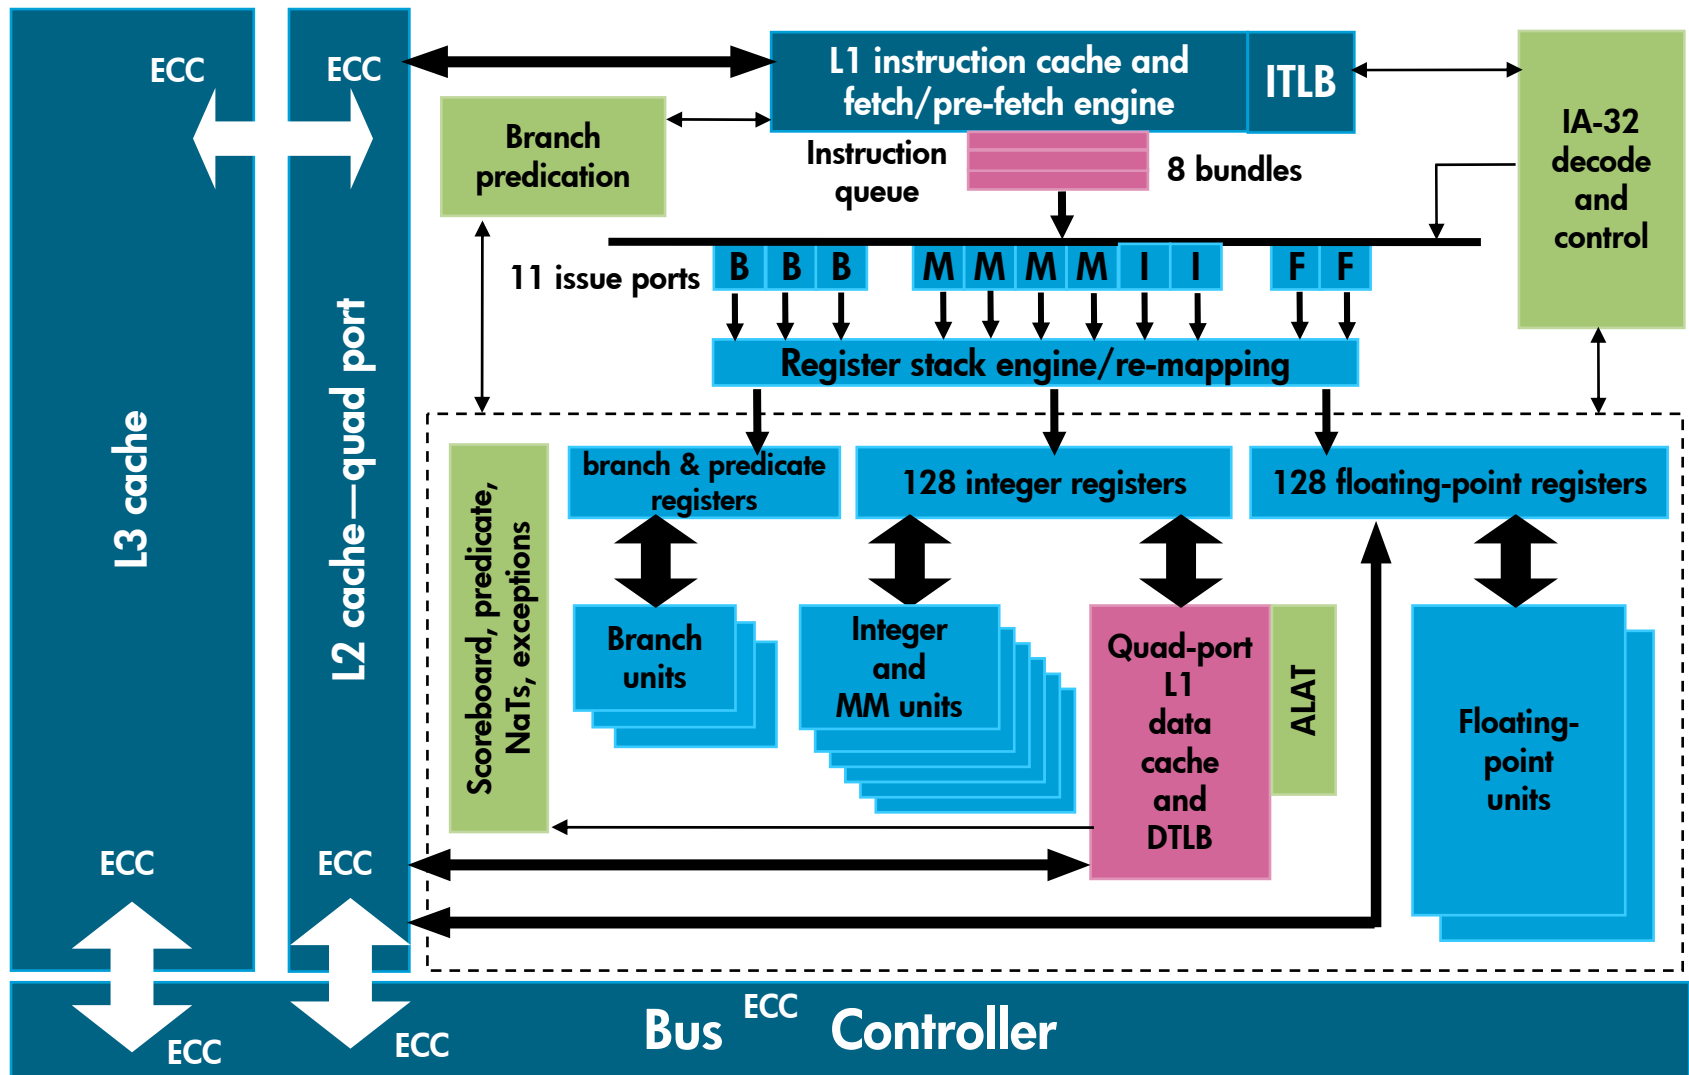 ECC
ECC
L1 instruction cache and
fetch/pre-fetch engine
ITLB
IA-32
decode
and
control
Branch
predication
Instruction
queue
8 bundles
11 issue ports
B B B M M M M I I F F
Register stack engine/re-mapping
L3 cache
L2 cache—quad port
Scoreboard, predicate,
NaTs, exceptions
branch & predicate
registers
128 integer registers
128 floating-point registers
Branch
units
Integer
and
MM units
Quad-port
L1
data
cache
and
DTLB
ALAT
Floating-
point
units
ECC
ECC
ECC
ECC
Bus ECC Controller